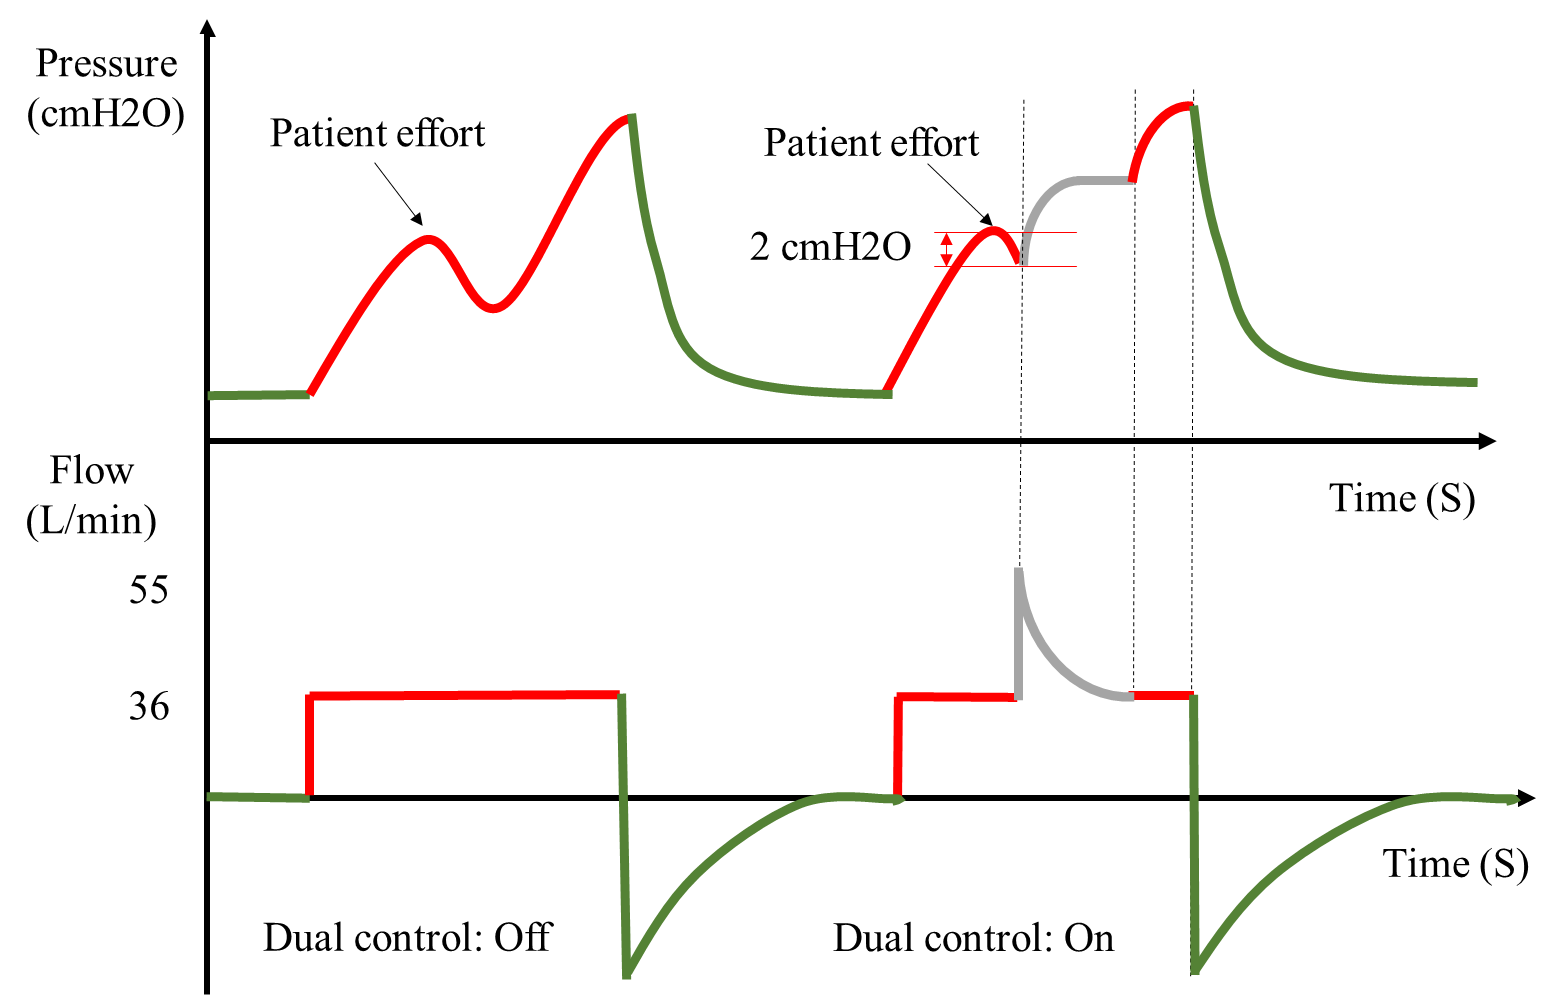 Pressure
(cmH2O)
Patient effort
Patient effort
2 cmH2O
Flow
(L/min)
Time (S)
55
36
Time (S)
Dual control: Off
Dual control: On